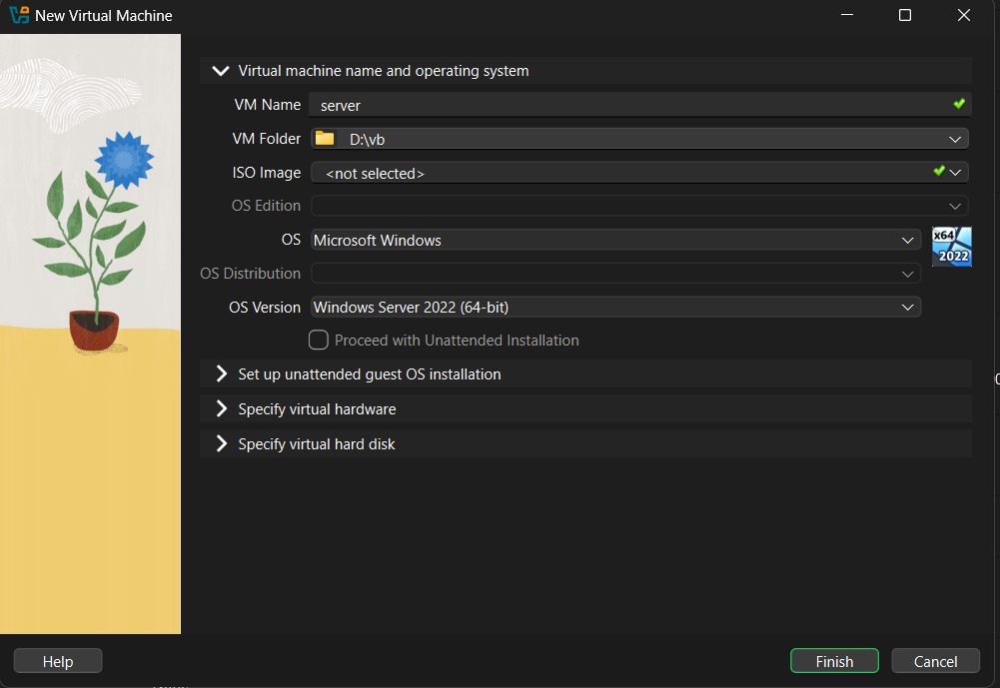 New Virtual Machine
Virtual machine name and operating system
VM Name server
VM Folder D:\vb
ISO Image <not selected>
OS Edition
OS Microsoft Windows
x64
2022
OS Distribution
OS Version Windows Server 2022 (64-bit)
Proceed with Unattended Installation
Set up unattended guest OS installation
Specify virtual hardware
Specify virtual hard disk
Help Finish Cancel